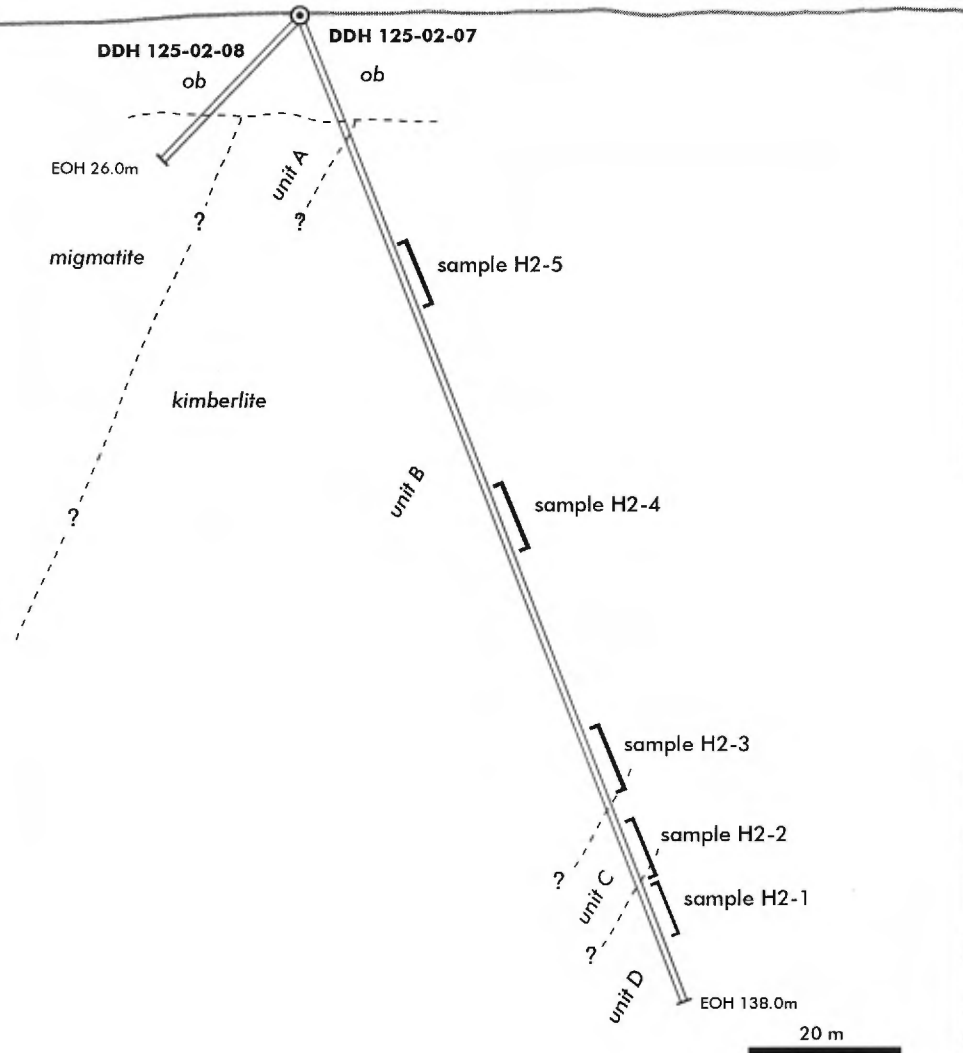 DDH 125-02-08
DDH 125-02-07
ob
ob
EOH 26.0m
unit A
?
?
migmatite
sample H2-5
kimberlite
unit B
sample H2-4
?
sample H2-3
sample H2-2
?
unit C
sample H2-1
?
unit D
EOH 138.0m
20 m